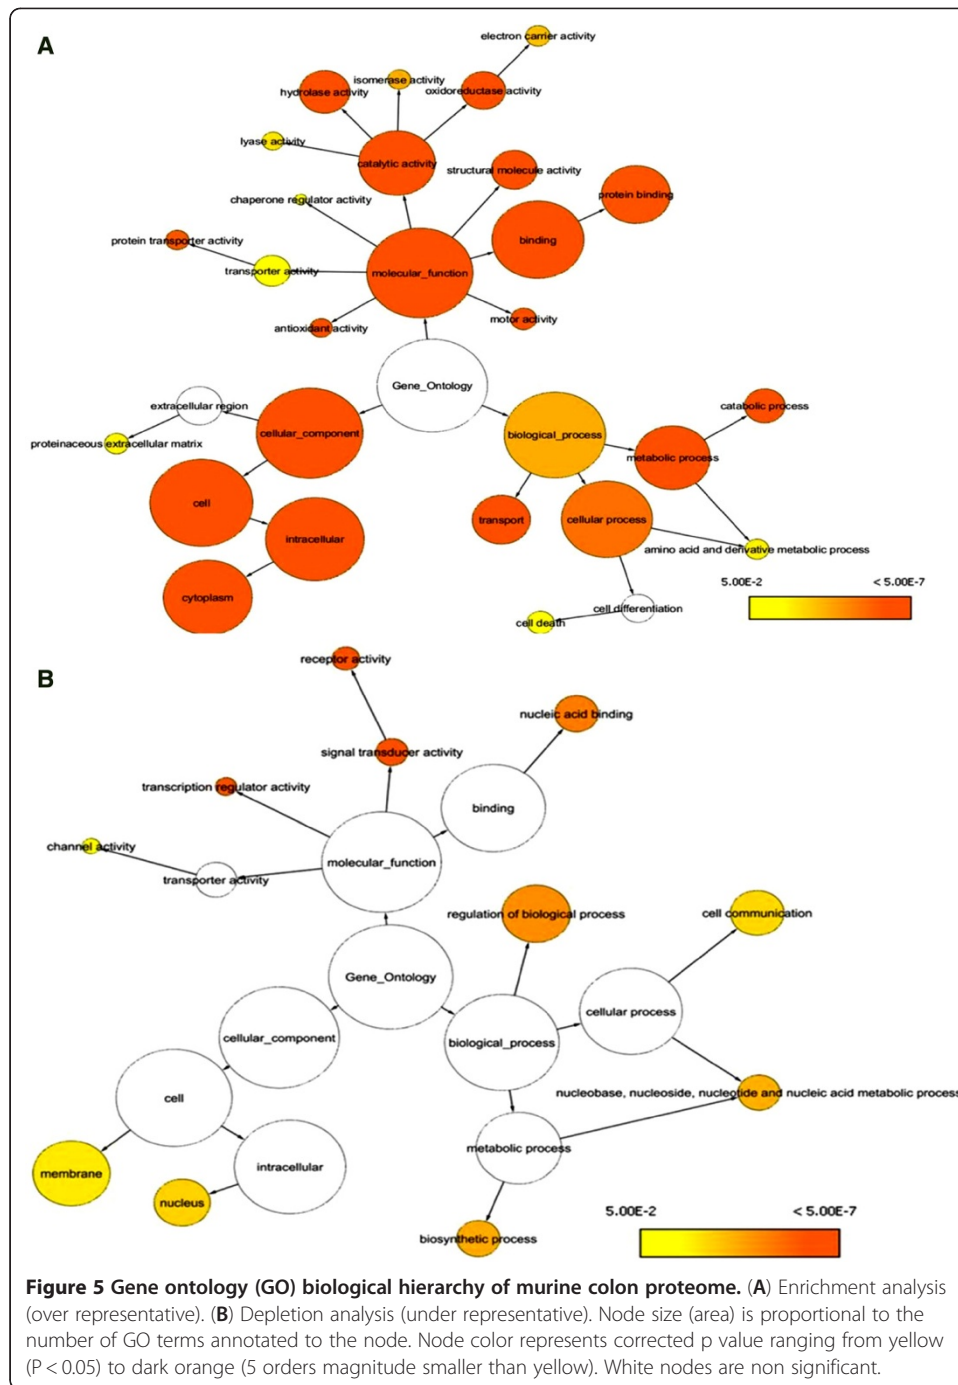 A
electron carrier activity
isomerase activity
hydrolase activity
oxidoreductase activity
lyase activity
catalytic activity
structural molecule activity
chaperone regulator activity
protein binding
protein transporter activity
binding
transporter activity
molecular_function
antioxidant activity
motor activity
Gene_Ontology
extracellular region
catabolic process
cellular_component
biological_process
proteinaceous extracellular matrix
metabolic process
cell
transport
cellular process
intracellular
amino acid and derivative metabolic process
5.00E-2
< 5.00E-7
cytoplasm
cell differentiation
cell death
B
receptor activity
nucleic acid binding
signal transducer activity
transcription regulator activity
binding
channel activity
molecular_function
transporter activity
regulation of biological process
cell communication
Gene_Ontology
cellular process
cellular_component
biological_process
cell
nucleobase, nucleoside, nucleotide and nucleic acid metabolic process
metabolic process
intracellular
membrane
nucleus
5.00E-2
< 5.00E-7
biosynthetic process
Figure 5 Gene ontology (GO) biological hierarchy of murine colon proteome. (A) Enrichment analysis
(over representative). (B) Depletion analysis (under representative). Node size (area) is proportional to the
number of GO terms annotated to the node. Node color represents corrected p value ranging from yellow
(P < 0.05) to dark orange (5 orders magnitude smaller than yellow). White nodes are non significant.